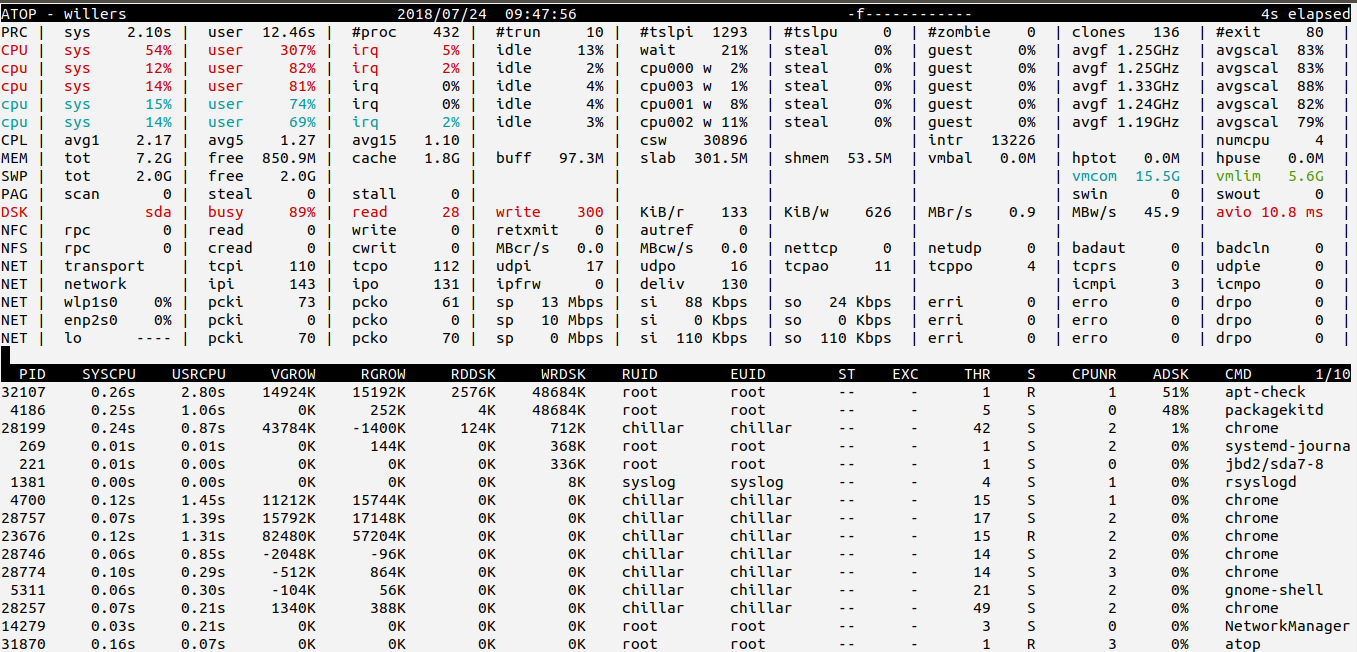 ATOP - willers 2018/07/24 09:47:56 -f------------ 4s elapsed
PRC | sys 2.10s | user 12.46s | #proc 432 | #trun 10 | #tslpi 1293 | #tslpu 0 | #zombie 0 | clones 136 | #exit 80 |
CPU | sys 54% | user 307% | irq 5% | idle 13% | wait 21% | steal 0% | guest 0% | avgf 1.25GHz | avgscal 83% |
cpu | sys 12% | user 82% | irq 2% | idle 2% | cpu000 w 2% | steal 0% | guest 0% | avgf 1.25GHz | avgscal 83% |
cpu | sys 14% | user 81% | irq 0% | idle 4% | cpu003 w 1% | steal 0% | guest 0% | avgf 1.33GHz | avgscal 88% |
cpu | sys 15% | user 74% | irq 0% | idle 4% | cpu001 w 8% | steal 0% | guest 0% | avgf 1.24GHz | avgscal 82% |
cpu | sys 14% | user 69% | irq 2% | idle 3% | cpu002 w 11% | steal 0% | guest 0% | avgf 1.19GHz | avgscal 79% |
CPL | avg1 2.17 | avg5 1.27 | avg15 1.10 | | csw 30896 | | intr 13226 | | numcpu 4 |
MEM | tot 7.2G | free 850.9M | cache 1.8G | buff 97.3M | slab 301.5M | shmem 53.5M | vmbal 0.0M | hptot 0.0M | hpuse 0.0M |
SWP | tot 2.0G | free 2.0G | | | | | | vmcom 15.5G | vmlim 5.6G |
PAG | scan 0 | steal 0 | stall 0 | | | | | swin 0 | swout 0 |
DSK | sda | busy 89% | read 28 | write 300 | KiB/r 133 | KiB/w 626 | MBr/s 0.9 | MBw/s 45.9 | avio 10.8 ms |
NFC | rpc 0 | read 0 | write 0 | retxmit 0 | autref 0 | | | | |
NFS | rpc 0 | cread 0 | cwrit 0 | MBcr/s 0.0 | MBcw/s 0.0 | nettcp 0 | netudp 0 | badaut 0 | badcln 0 |
NET | transport | tcpi 110 | tcpo 112 | udpi 17 | udpo 16 | tcpao 11 | tcppo 4 | tcprs 0 | udpie 0 |
NET | network | ipi 143 | ipo 131 | ipfrw 0 | deliv 130 | | | icmpi 3 | icmpo 0 |
NET | wlp1s0 0% | pcki 73 | pcko 61 | sp 13 Mbps | si 88 Kbps | so 24 Kbps | erri 0 | erro 0 | drpo 0 |
NET | enp2s0 0% | pcki 0 | pcko 0 | sp 10 Mbps | si 0 Kbps | so 0 Kbps | erri 0 | erro 0 | drpo 0 |
NET | lo ---- | pcki 70 | pcko 70 | sp 0 Mbps | si 110 Kbps | so 110 Kbps | erri 0 | erro 0 | drpo 0 |
PID SYSCPU USRCPU VGROW RGROW RDDSK WRDSK RUID EUID ST EXC THR S CPUNR ADSK CMD 1/10
32107 0.26s 2.80s 14924K 15192K 2576K 48684K root root -- - 1 R 1 51% apt-check
4186 0.25s 1.06s 0K 252K 4K 48684K root root -- - 5 S 0 48% packagekitd
28199 0.24s 0.87s 43784K -1400K 124K 712K chillar chillar -- - 42 S 2 1% chrome
269 0.01s 0.01s 0K 144K 0K 368K root root -- - 1 S 2 0% systemd-journa
221 0.01s 0.00s 0K 0K 0K 336K root root -- - 1 S 0 0% jbd2/sda7-8
1381 0.00s 0.00s 0K 0K 0K 8K syslog syslog -- - 4 S 1 0% rsyslogd
4700 0.12s 1.45s 11212K 15744K 0K 0K chillar chillar -- - 15 S 1 0% chrome
28757 0.07s 1.39s 15792K 17148K 0K 0K chillar chillar -- - 17 S 2 0% chrome
23676 0.12s 1.31s 82480K 57204K 0K 0K chillar chillar -- - 15 R 2 0% chrome
28746 0.06s 0.85s -2048K -96K 0K 0K chillar chillar -- - 14 S 2 0% chrome
28774 0.10s 0.29s -512K 864K 0K 0K chillar chillar -- - 14 S 3 0% chrome
5311 0.06s 0.30s -104K 56K 0K 0K chillar chillar -- - 21 S 2 0% gnome-shell
28257 0.07s 0.21s 1340K 388K 0K 0K chillar chillar -- - 49 S 2 0% chrome
14279 0.03s 0.21s 0K 0K 0K 0K root root -- - 3 S 0 0% NetworkManager
31870 0.16s 0.07s 0K 0K 0K 0K root root -- - 1 R 3 0% atop